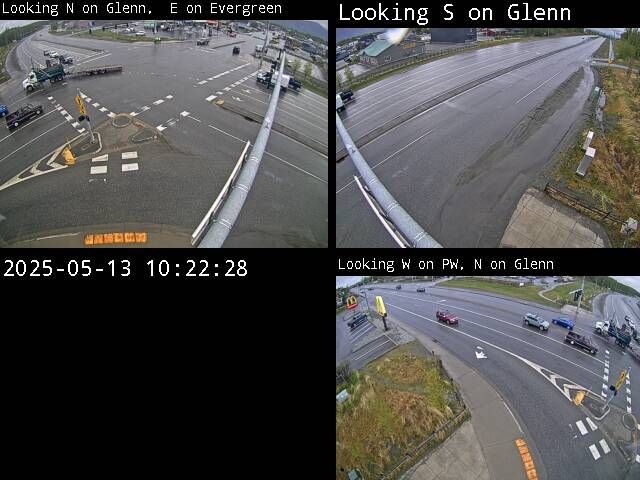 Looking N on Glenn,  E on Evergreen
Looking S on Glenn
2025-05-13 10:22:28
Looking W on PW, N on Glenn